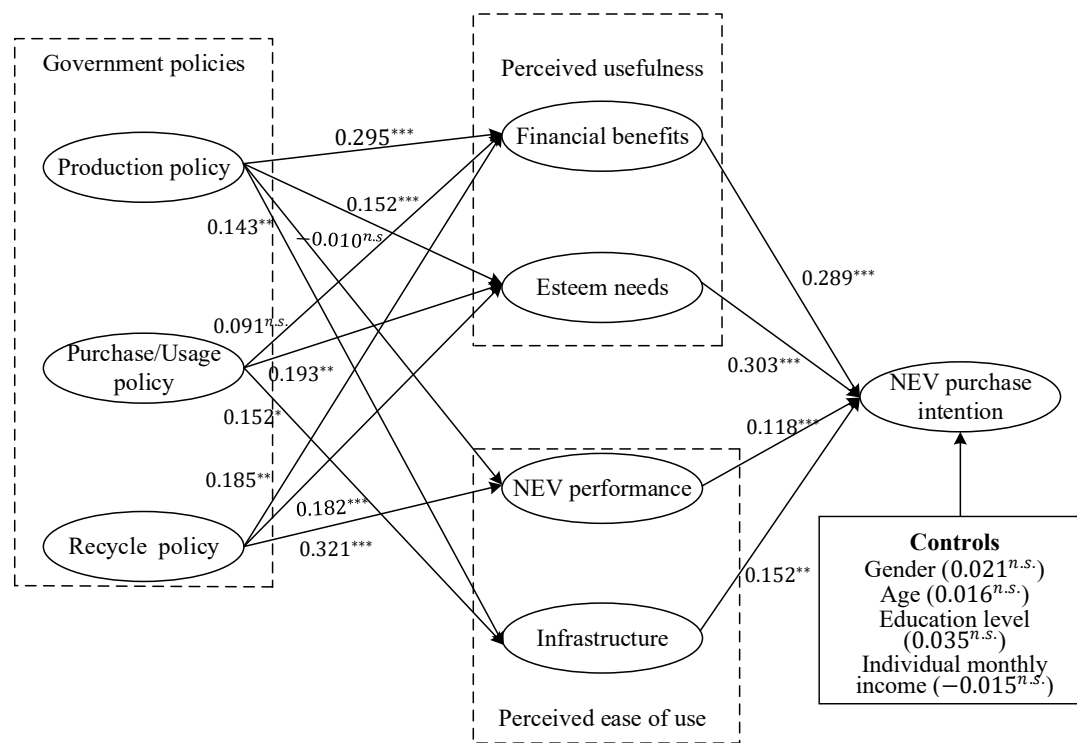 Government policies
Production policy
Purchase/Usage
policy
Recycle policy
0.295***
0.152***
0.143**
−0.010n.s
0.091n.s.
0.193**
0.152*
0.185**
0.182***
0.321***
Perceived usefulness
Financial benefits
Esteem needs
NEV performance
Infrastructure
Perceived ease of use
0.289***
0.303***
0.118***
0.152**
NEV purchase
intention
Controls
Gender (0.021n.s.)
Age (0.016n.s.)
Education level
(0.035n.s.)
Individual monthly
income (−0.015n.s.)